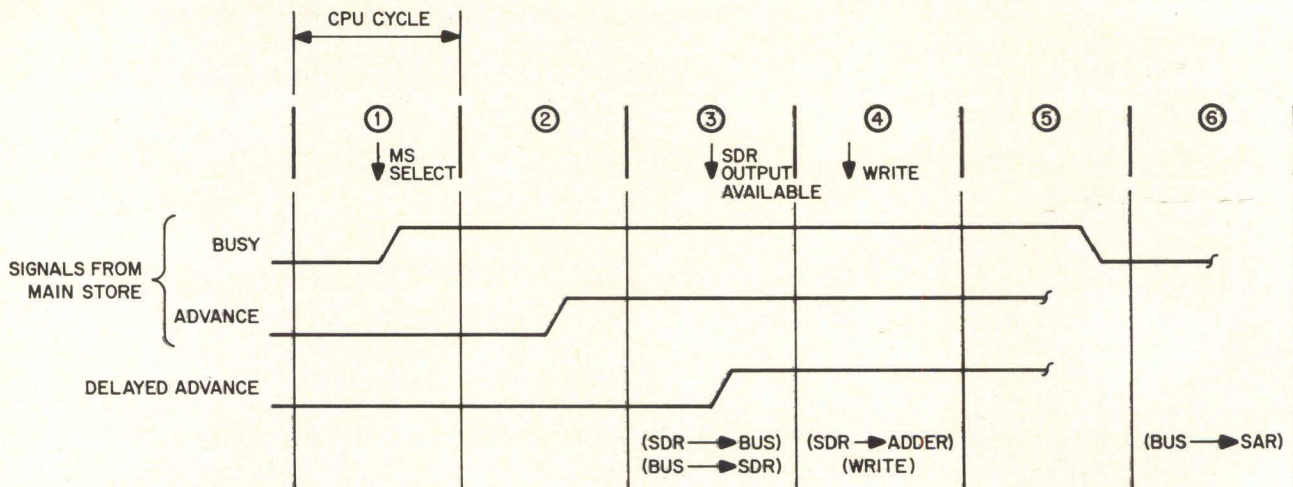 CPU CYCLE
① ② ③ ④ ⑤ ⑥
MS
SELECT
SDR
OUTPUT
AVAILABLE
WRITE
SIGNALS FROM
MAIN STORE
BUSY
ADVANCE
DELAYED ADVANCE
(SDR → BUS)
(BUS → SDR)
(SDR → ADDER)
(WRITE)
(BUS → SAR)